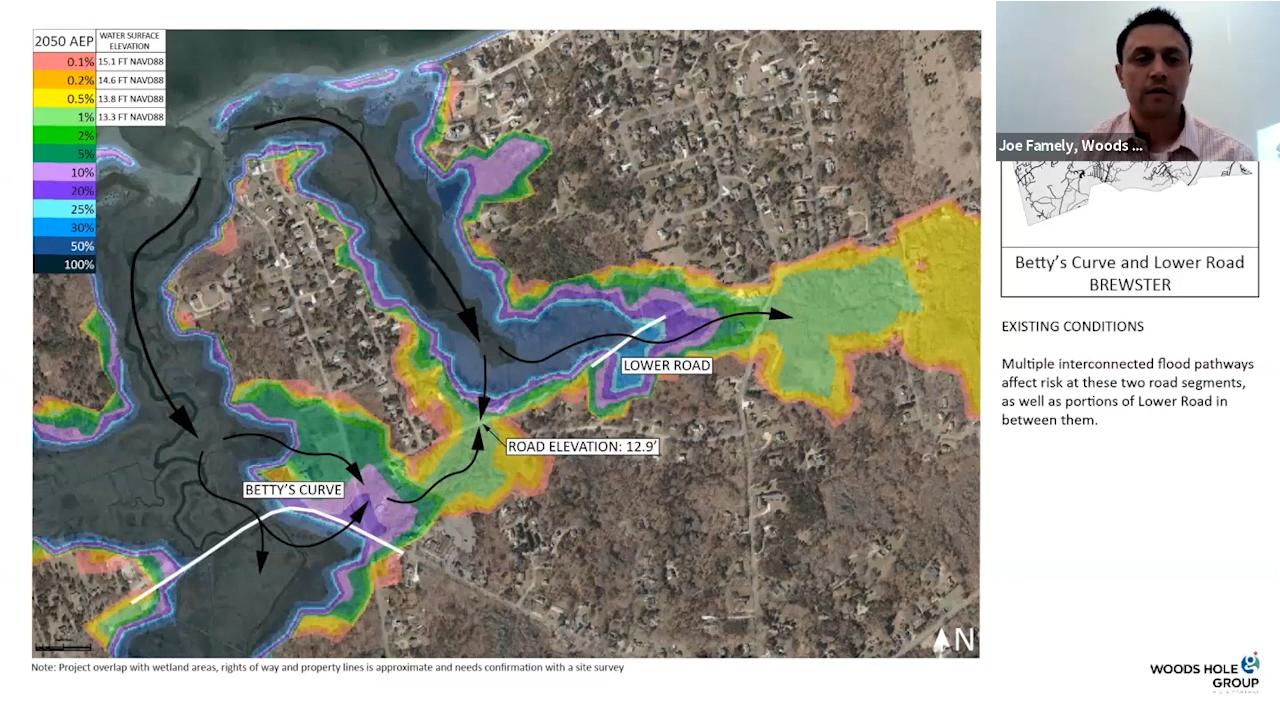 2050 AEP
WATER SURFACE
ELEVATION
0.1% 15.1 FT NAVD88
0.2% 14.6 FT NAVD88
0.5% 13.8 FT NAVD88
1% 13.3 FT NAVD88
2%
5%
10%
20%
25%
30%
50%
100%
LOWER ROAD
ROAD ELEVATION: 12.9'
BETTY'S CURVE
N
Note: Project overlap with wetland areas, rights of way and property lines is approximate and needs confirmation with a site survey
Joe Famely, Woods ...
Betty's Curve and Lower Road
BREWSTER
EXISTING CONDITIONS
Multiple interconnected flood pathways
affect risk at these two road segments,
as well as portions of Lower Road in
between them.
WOODS HOLE
GROUP